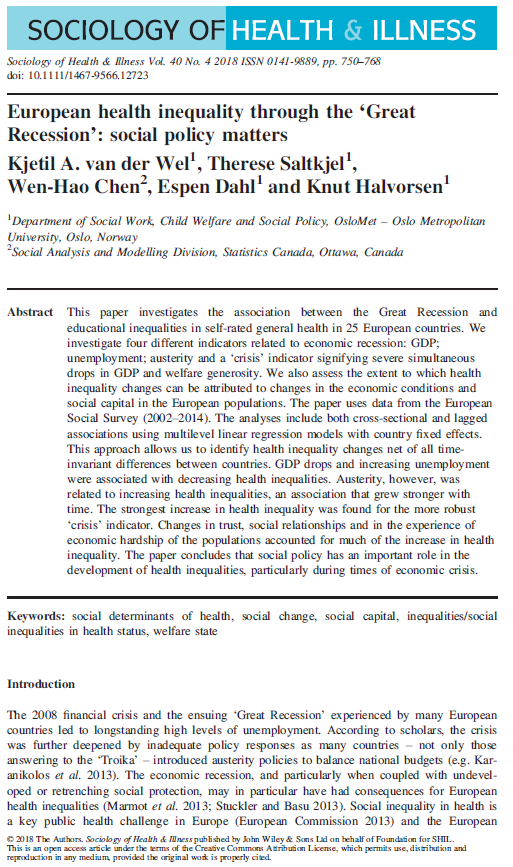 SOCIOLOGY OF HEALTH & ILLNESS
Sociology of Health & Illness Vol. 40 No. 4 2018 ISSN 0141-9889, pp. 750–768
doi: 10.1111/1467-9566.12723
European health inequality through the ‘Great
Recession’: social policy matters
Kjetil A. van der Wel1, Therese Saltkjel1,
Wen-Hao Chen2, Espen Dahl1 and Knut Halvorsen1
1Department of Social Work, Child Welfare and Social Policy, OsloMet – Oslo Metropolitan
University, Oslo, Norway
2Social Analysis and Modelling Division, Statistics Canada, Ottawa, Canada
Abstract This paper investigates the association between the Great Recession and
educational inequalities in self-rated general health in 25 European countries. We
investigate four different indicators related to economic recession: GDP;
unemployment; austerity and a ‘crisis’ indicator signifying severe simultaneous
drops in GDP and welfare generosity. We also assess the extent to which health
inequality changes can be attributed to changes in the economic conditions and
social capital in the European populations. The paper uses data from the European
Social Survey (2002–2014). The analyses include both cross-sectional and lagged
associations using multilevel linear regression models with country fixed effects.
This approach allows us to identify health inequality changes net of all time-
invariant differences between countries. GDP drops and increasing unemployment
were associated with decreasing health inequalities. Austerity, however, was
related to increasing health inequalities, an association that grew stronger with
time. The strongest increase in health inequality was found for the more robust
‘crisis’ indicator. Changes in trust, social relationships and in the experience of
economic hardship of the populations accounted for much of the increase in health
inequality. The paper concludes that social policy has an important role in the
development of health inequalities, particularly during times of economic crisis.
Keywords: social determinants of health, social change, social capital, inequalities/social
inequalities in health status, welfare state
Introduction
The 2008 financial crisis and the ensuing ‘Great Recession’ experienced by many European
countries led to longstanding high levels of unemployment. According to scholars, the crisis
was further deepened by inadequate policy responses as many countries – not only those
answering to the ‘Troika’ – introduced austerity policies to balance national budgets (e.g. Kar-
anikolos et al. 2013). The economic recession, and particularly when coupled with undevel-
oped or retrenching social protection, may in particular have had consequences for European
health inequalities (Marmot et al. 2013; Stuckler and Basu 2013). Social inequality in health is
a key public health challenge in Europe (European Commission 2013) and the European
© 2018 The Authors. Sociology of Health & Illness published by John Wiley & Sons Ltd on behalf of Foundation for SHIL.
This is an open access article under the terms of the Creative Commons Attribution License, which permits use, distribution and
reproduction in any medium, provided the original work is properly cited.